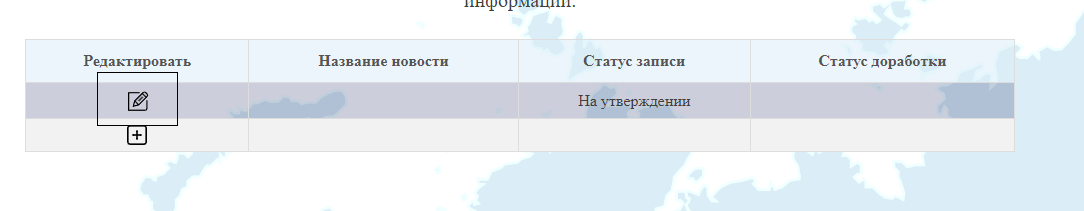 информации.
Редактировать Название новости Статус записи Статус доработки
На утверждении